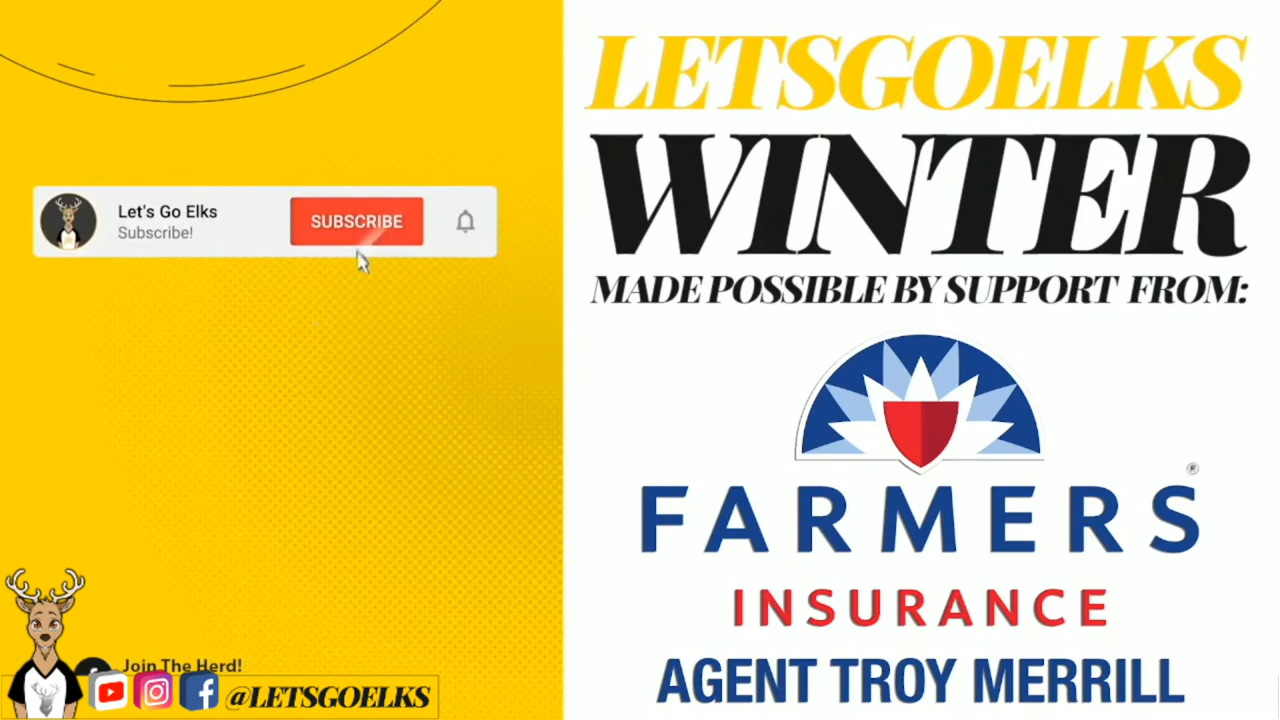 LETSGOELKS
WINTER
MADE POSSIBLE BY SUPPORT FROM:
Let's Go Elks
Subscribe!
SUBSCRIBE
FARMERS
®
INSURANCE
AGENT TROY MERRILL
Join The Herd!
@LETSGOELKS